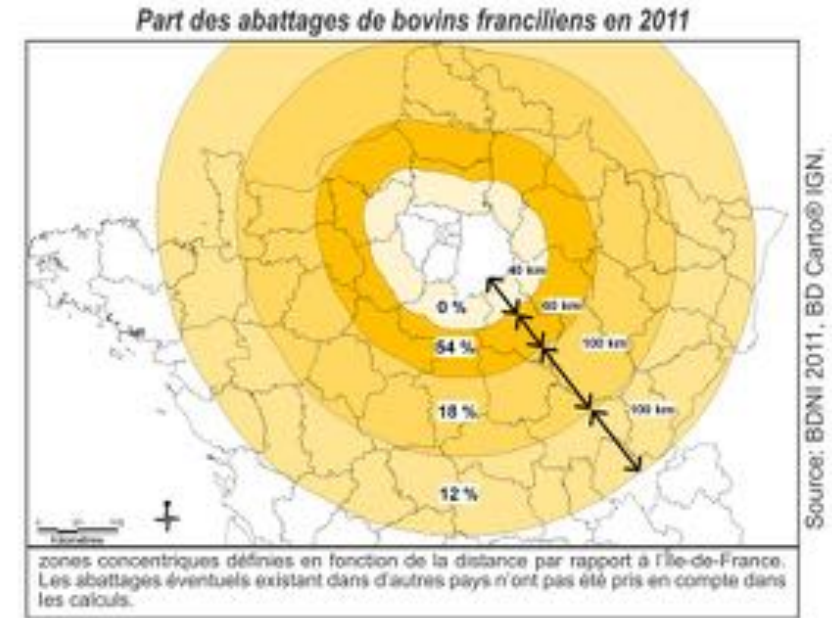 Part des abattages de bovins franciliens en 2011
40 km
0 %
60 km
54 %
100 km
18 %
100 km
12 %
Kilomètres
zones concentriques définies en fonction de la distance par rapport à l'Île-de-France.
Les abattages éventuels existant dans d'autres pays n'ont pas été pris en compte dans
les calculs.
Source: BDNI 2011, BD Carto® IGN.